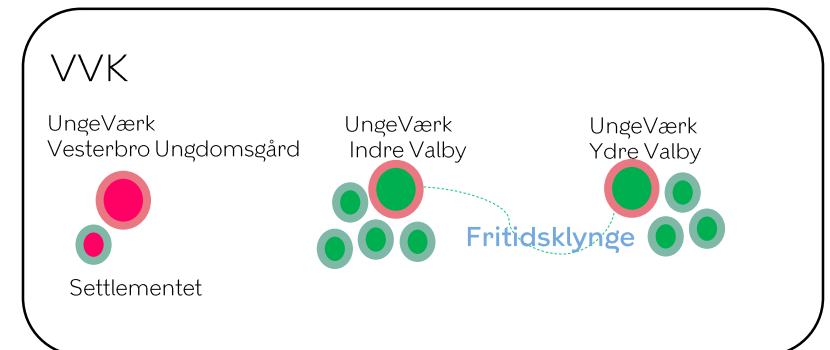 VVK
UngeVærk
Vesterbro Ungdomsgård
UngeVærk
Indre Valby
UngeVærk
Ydre Valby
Fritidsklynge
Settlementet